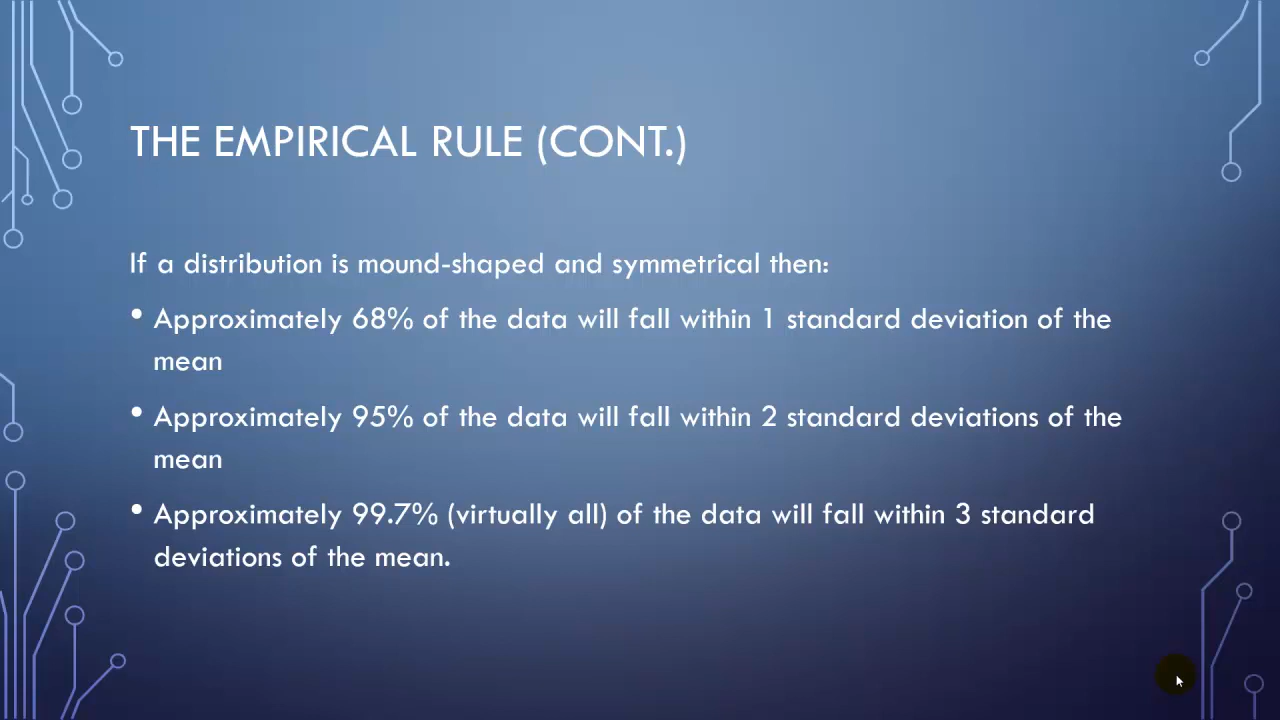 THE EMPIRICAL RULE (CONT.)
If a distribution is mound-shaped and symmetrical then:
• Approximately 68% of the data will fall within 1 standard deviation of the
mean
• Approximately 95% of the data will fall within 2 standard deviations of the
mean
• Approximately 99.7% (virtually all) of the data will fall within 3 standard
deviations of the mean.